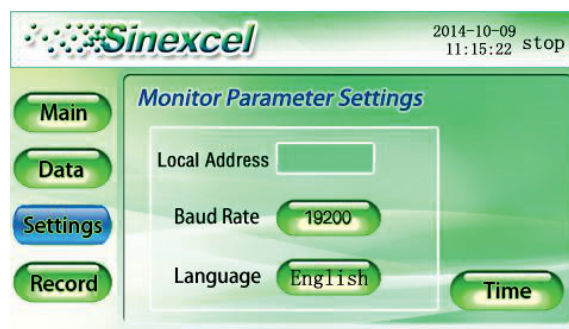 Sinexcel
2014-10-09
11:15:22 stop
Monitor Parameter Settings
Main
Data
Settings
Record
Local Address
Baud Rate 19200
Language English
Time